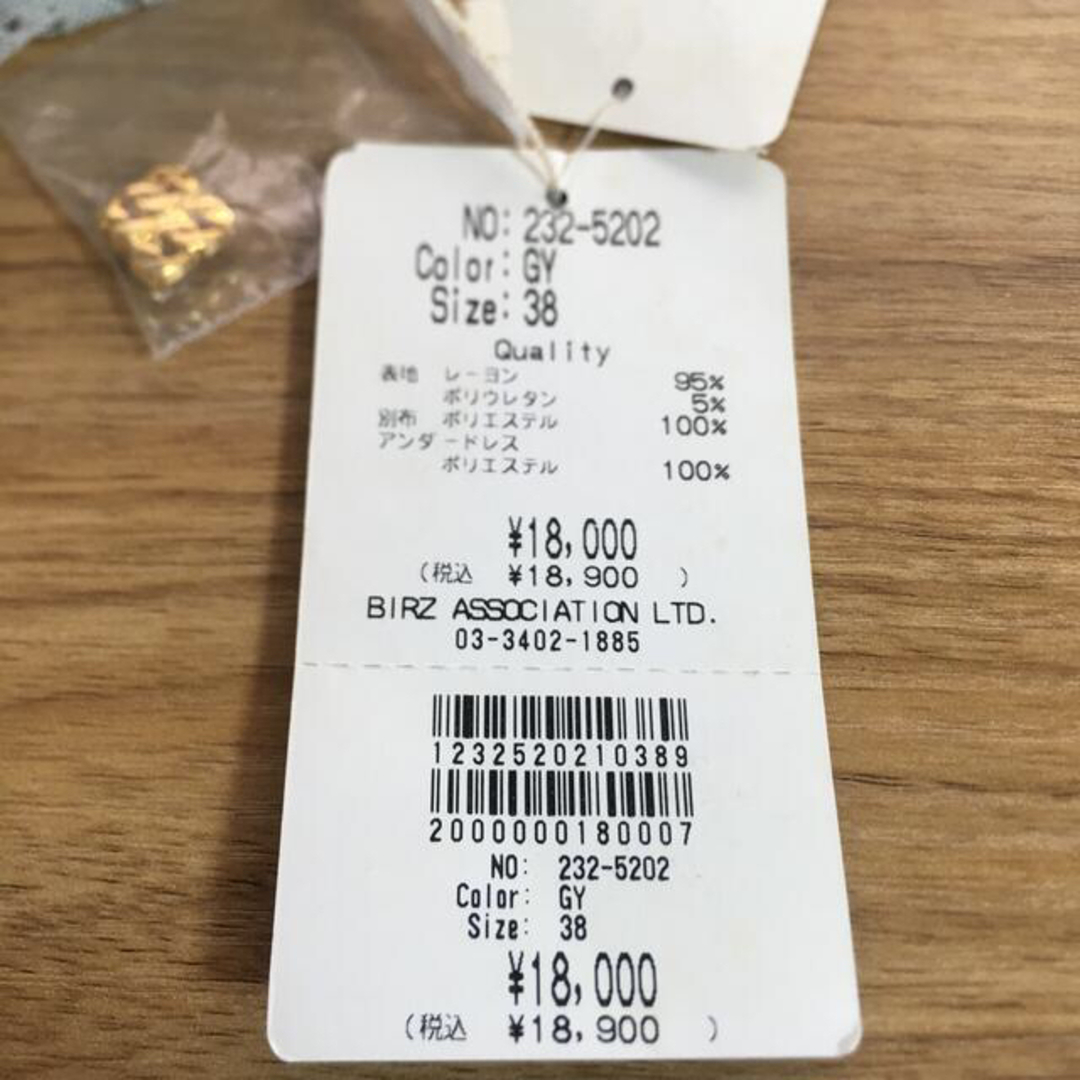 NO: 232-5202
Color: GY
Size: 38
Quality
表地 レーヨン 95%
ポリウレタン 5%
別布 ポリエステル 100%
アンダードレス
ポリエステル 100%
¥18,000
(税込 ¥18,900 )
BIRZ ASSOCIATION LTD.
03-3402-1885
1232520210389
2000000180007
NO: 232-5202
Color: GY
Size: 38
¥18,000
(税込 ¥18,900 )